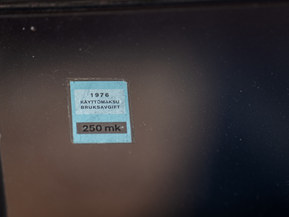 1976
KÄYTTÖMAKSU
BRUKSAVGIFT
250 mk